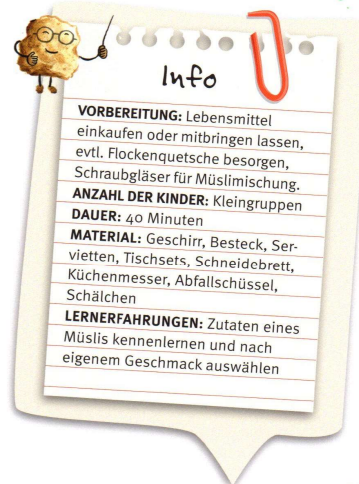 Info
VORBEREITUNG: Lebensmittel
einkaufen oder mitbringen lassen,
evtl. Flockenquetsche besorgen,
Schraubgläser für Müslimischung.
ANZAHL DER KINDER: Kleingruppen
DAUER: 40 Minuten
MATERIAL: Geschirr, Besteck, Ser-
vietten, Tischsets, Schneidebrett,
Küchenmesser, Abfallschüssel,
Schälchen
LERNERFAHRUNGEN: Zutaten eines
Müslis kennenlernen und nach
eigenem Geschmack auswählen